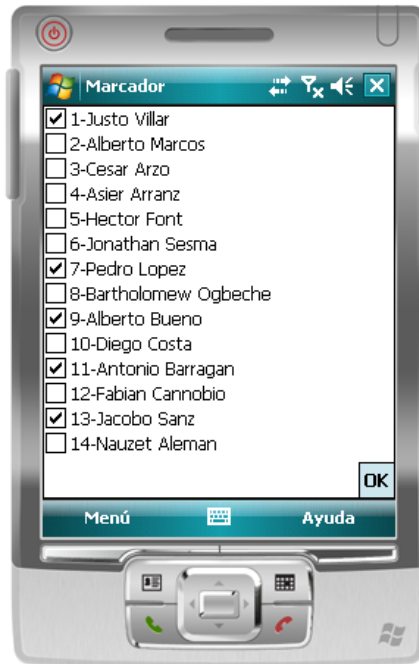 Marcador
1-Justo Villar
2-Alberto Marcos
3-Cesar Arzo
4-Asier Arranz
5-Hector Font
6-Jonathan Sesma
7-Pedro Lopez
8-Bartholomew Ogbeche
9-Alberto Bueno
10-Diego Costa
11-Antonio Barragan
12-Fabian Cannobio
13-Jacobo Sanz
14-Nauzet Aleman
OK
Menú Ayuda